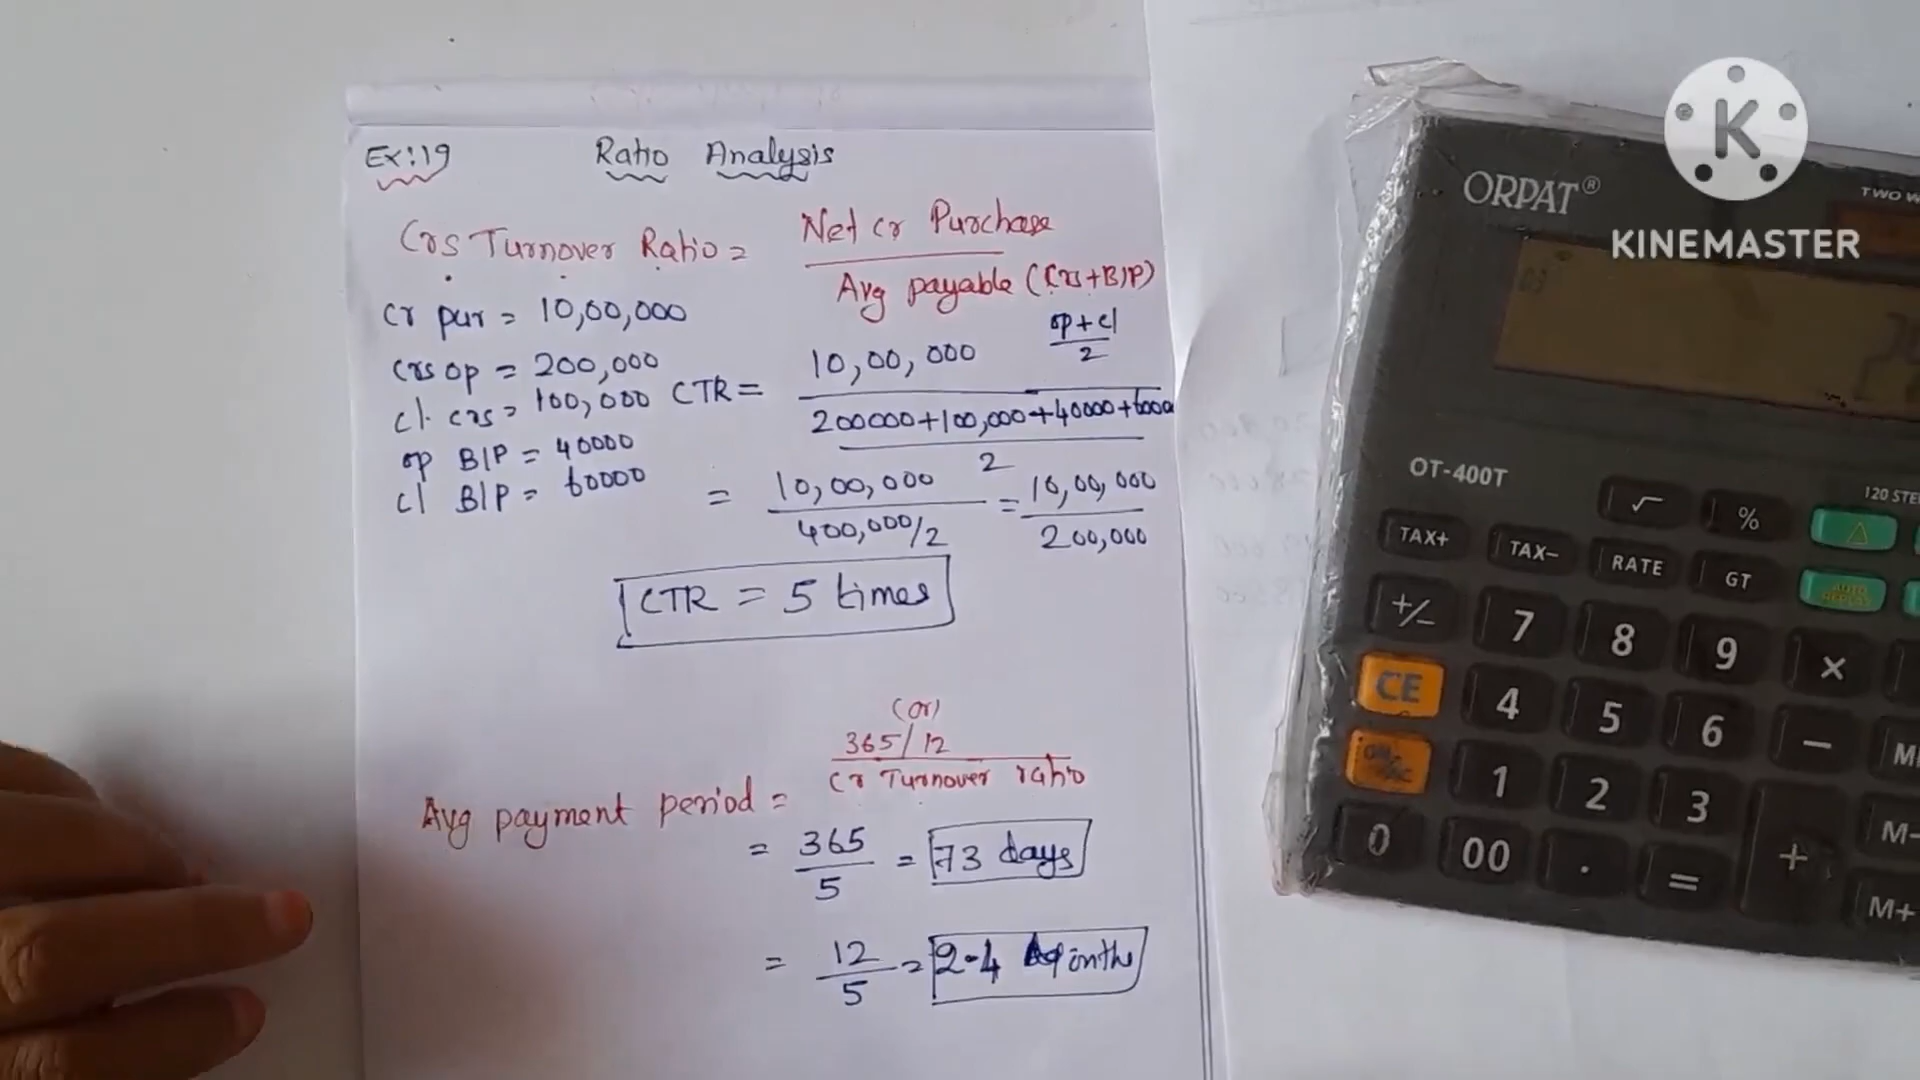 Ex:19 Ratio Analysis
Crs Turnover Ratio = Net Cr Purchase
Avg payable (Crs+B/P)
Cr pur = 10,00,000
op+cl
2
Crs op = 200,000
cl. crs = 100,000
op B/P = 40000
cl B/P = 60000
CTR = 10,00,000
200000+100,000+40000+6000
2
= 10,00,000 = 10,00,000
400,000/2 200,000
CTR = 5 times
(or)
365/12
Avg payment period = Cr Turnover ratio
= 365 = 73 days
5
= 12 = 2.4 Months
5
KINEMASTER
K
ORPAT®
TWO W
OT-400T
120 STE
√ %
TAX+ TAX- RATE GT
+/- 7 8 9 ×
CE 4 5 6 −
1 2 3 +
0 00 . =
M-
M+